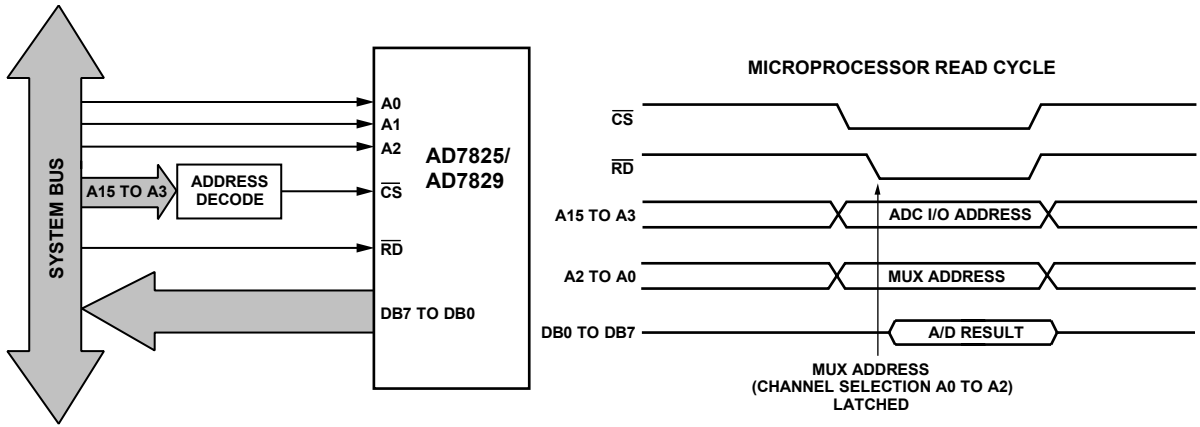 SYSTEM BUS
A0
A1
A2
A15 TO A3
ADDRESS
DECODE
CS
RD
DB7 TO DB0
AD7825/
AD7829
MICROPROCESSOR READ CYCLE
CS
RD
A15 TO A3
ADC I/O ADDRESS
A2 TO A0
MUX ADDRESS
DB0 TO DB7
A/D RESULT
MUX ADDRESS
(CHANNEL SELECTION A0 TO A2)
LATCHED